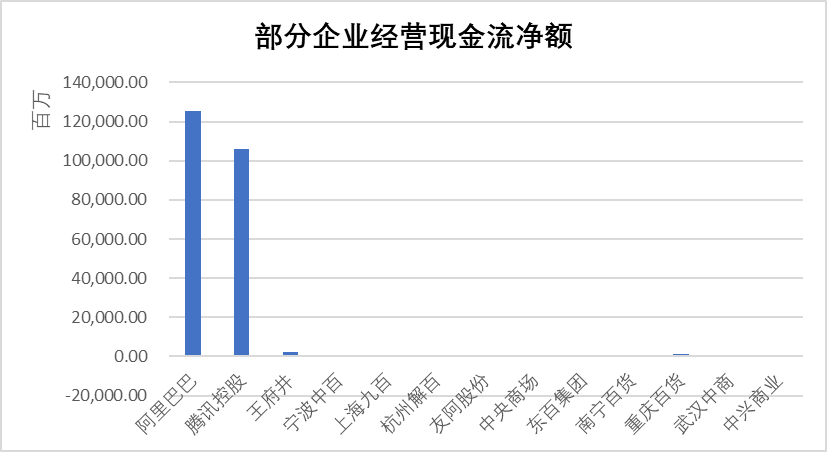 部分企业经营现金流净额
百万
140,000.00
120,000.00
100,000.00
80,000.00
60,000.00
40,000.00
20,000.00
0.00
-20,000.00
阿里巴巴
腾讯控股
王府井
宁波中百
上海九百
杭州解百
友阿股份
中央商场
东百集团
南宁百货
重庆百货
武汉中商
中兴商业